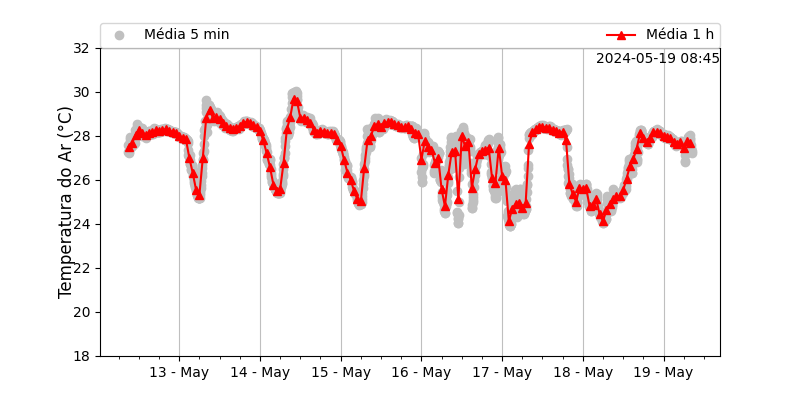 Média 5 min
Média 1 h
2024-05-19 08:45
Temperatura do Ar (°C)
32
30
28
26
24
22
20
18
13 - May
14 - May
15 - May
16 - May
17 - May
18 - May
19 - May